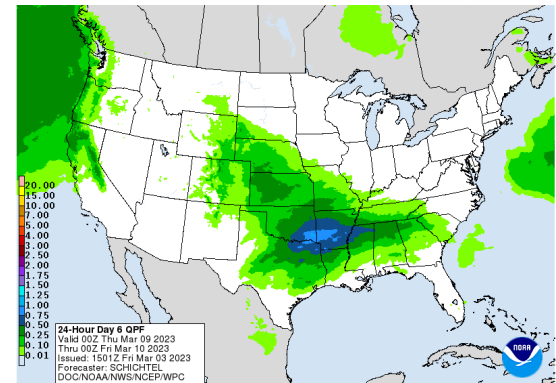 20.00
15.00
10.00
7.00
5.00
4.00
3.00
2.50
2.00
1.75
1.50
1.25
1.00
0.75
0.50
0.25
0.10
0.01
24-Hour Day 6 QPF
Valid 00Z Thu Mar 09 2023
Thru 00Z Fri Mar 10 2023
Issued: 1501Z Fri Mar 03 2023
Forecaster: SCHICHTEL
DOC/NOAA/NWS/NCEP/WPC
NOAA